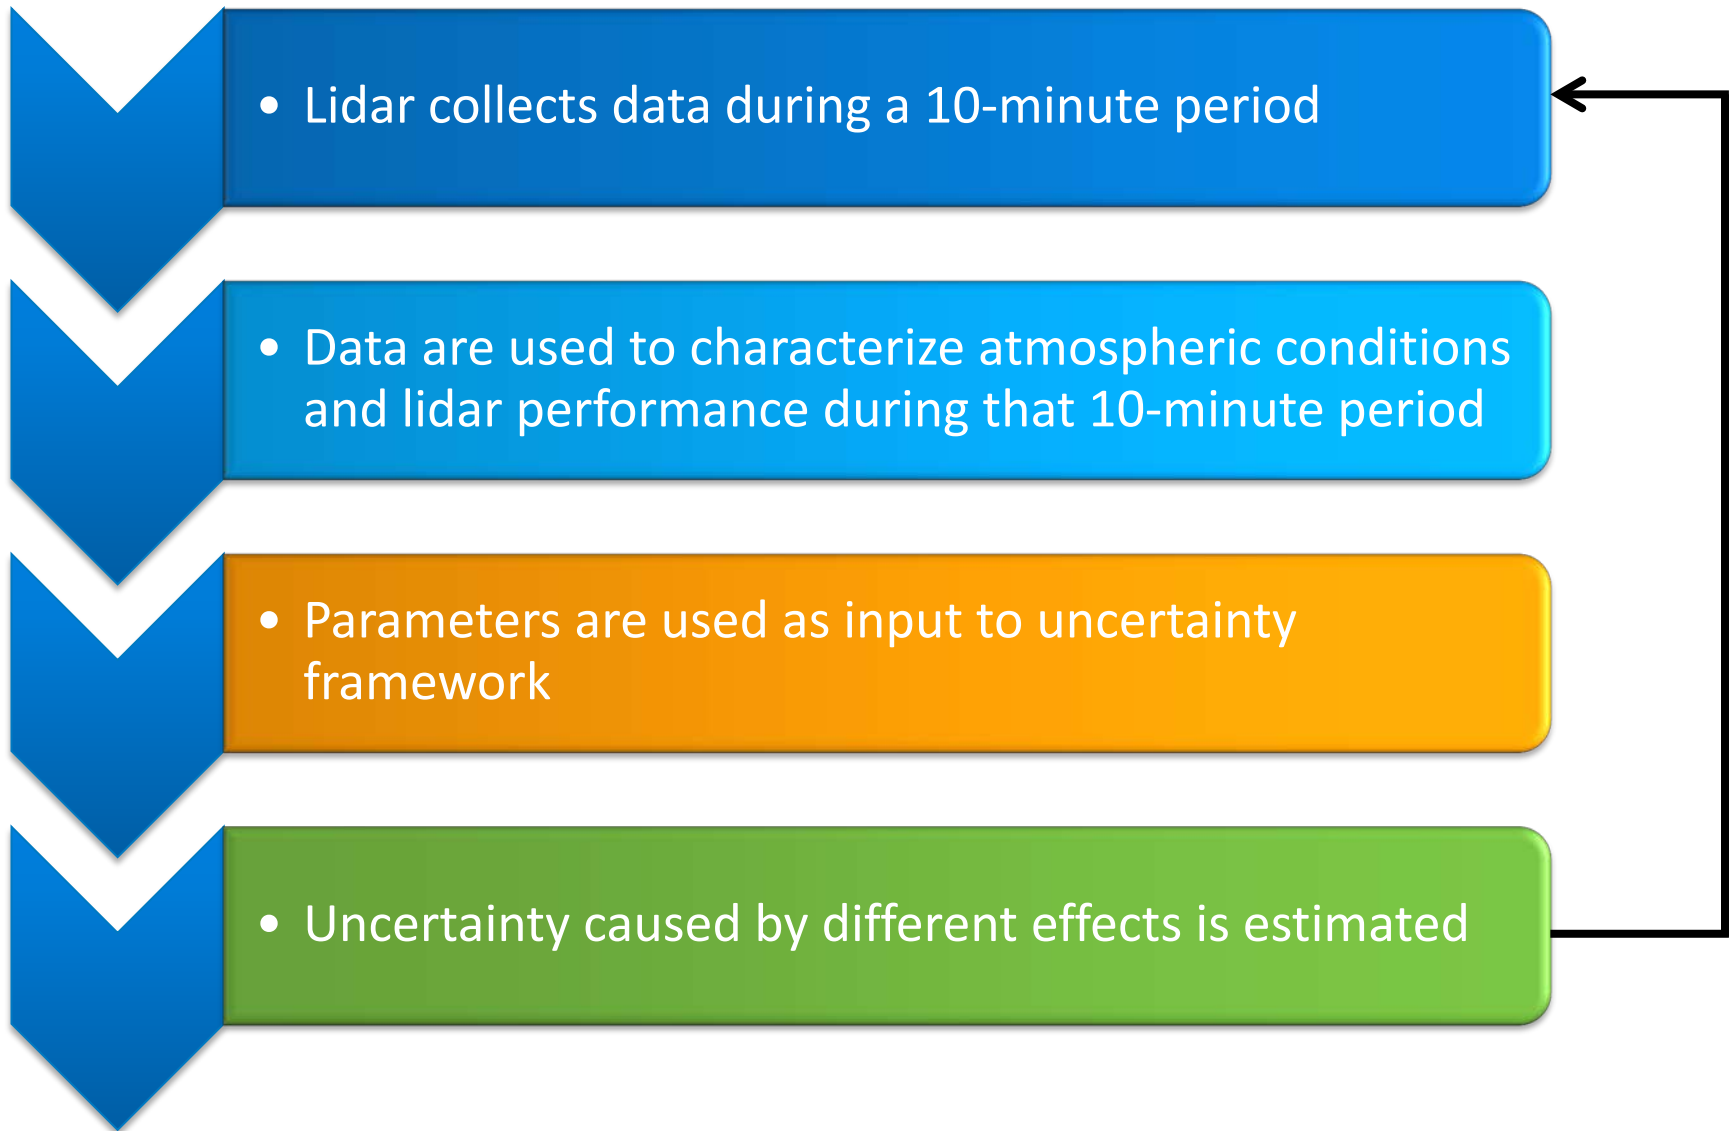 • Lidar collects data during a 10-minute period
• Data are used to characterize atmospheric conditions
and lidar performance during that 10-minute period
• Parameters are used as input to uncertainty
framework
• Uncertainty caused by different effects is estimated